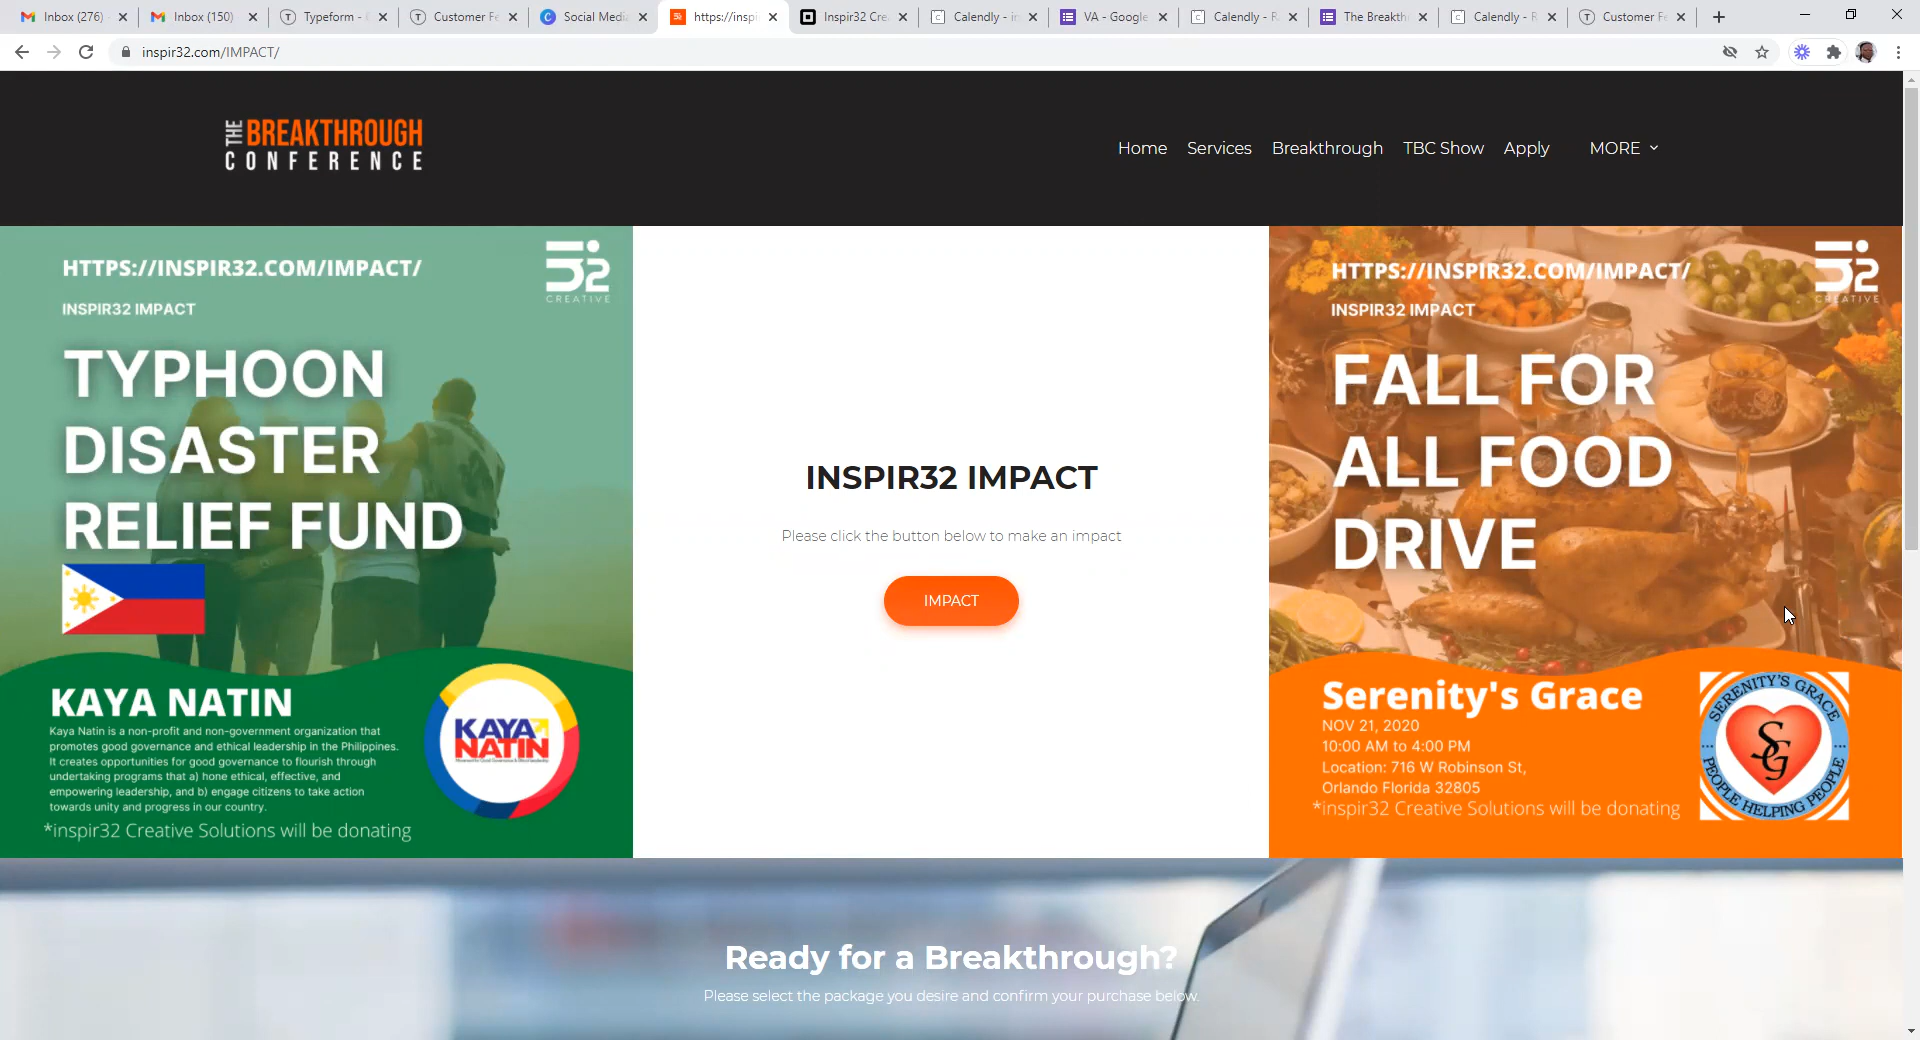 Inbox (276)
Inbox (150)
Typeform -
Customer Fe
Social Media
https://inspi
Inspir32 Cre
Calendly - i
VA - Google
Calendly - R
The Breakth
Calendly - R
Customer Fe
inspir32.com/IMPACT/
THE BREAKTHROUGH
CONFERENCE
Home Services Breakthrough TBC Show Apply MORE
HTTPS://INSPIR32.COM/IMPACT/
32
CREATIVE
INSPIR32 IMPACT
TYPHOON
DISASTER
RELIEF FUND
KAYA NATIN
Kaya Natin is a non-profit and non-government organization that
promotes good governance and ethical leadership in the Philippines.
It creates opportunities for good governance to flourish through
undertaking programs that a) hone ethical, effective, and
empowering leadership, and b) engage citizens to take action
towards unity and progress in our country.
*inspir32 Creative Solutions will be donating
KAYA
NATIN
Movement for Good Governance & Ethical Leadership
INSPIR32 IMPACT
Please click the button below to make an impact
IMPACT
HTTPS://INSPIR32.COM/IMPACT/
32
CREATIVE
INSPIR32 IMPACT
FALL FOR
ALL FOOD
DRIVE
Serenity's Grace
NOV 21, 2020
10:00 AM to 4:00 PM
Location: 716 W Robinson St,
Orlando Florida 32805
*inspir32 Creative Solutions will be donating
SERENITY'S GRACE
SG
PEOPLE HELPING PEOPLE
Ready for a Breakthrough?
Please select the package you desire and confirm your purchase below.